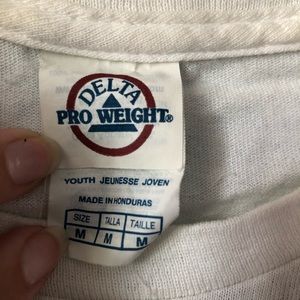 DELTA
PRO WEIGHT®
YOUTH JEUNESSE JOVEN
MADE IN HONDURAS
SIZE TALLA TAILLE
M M M